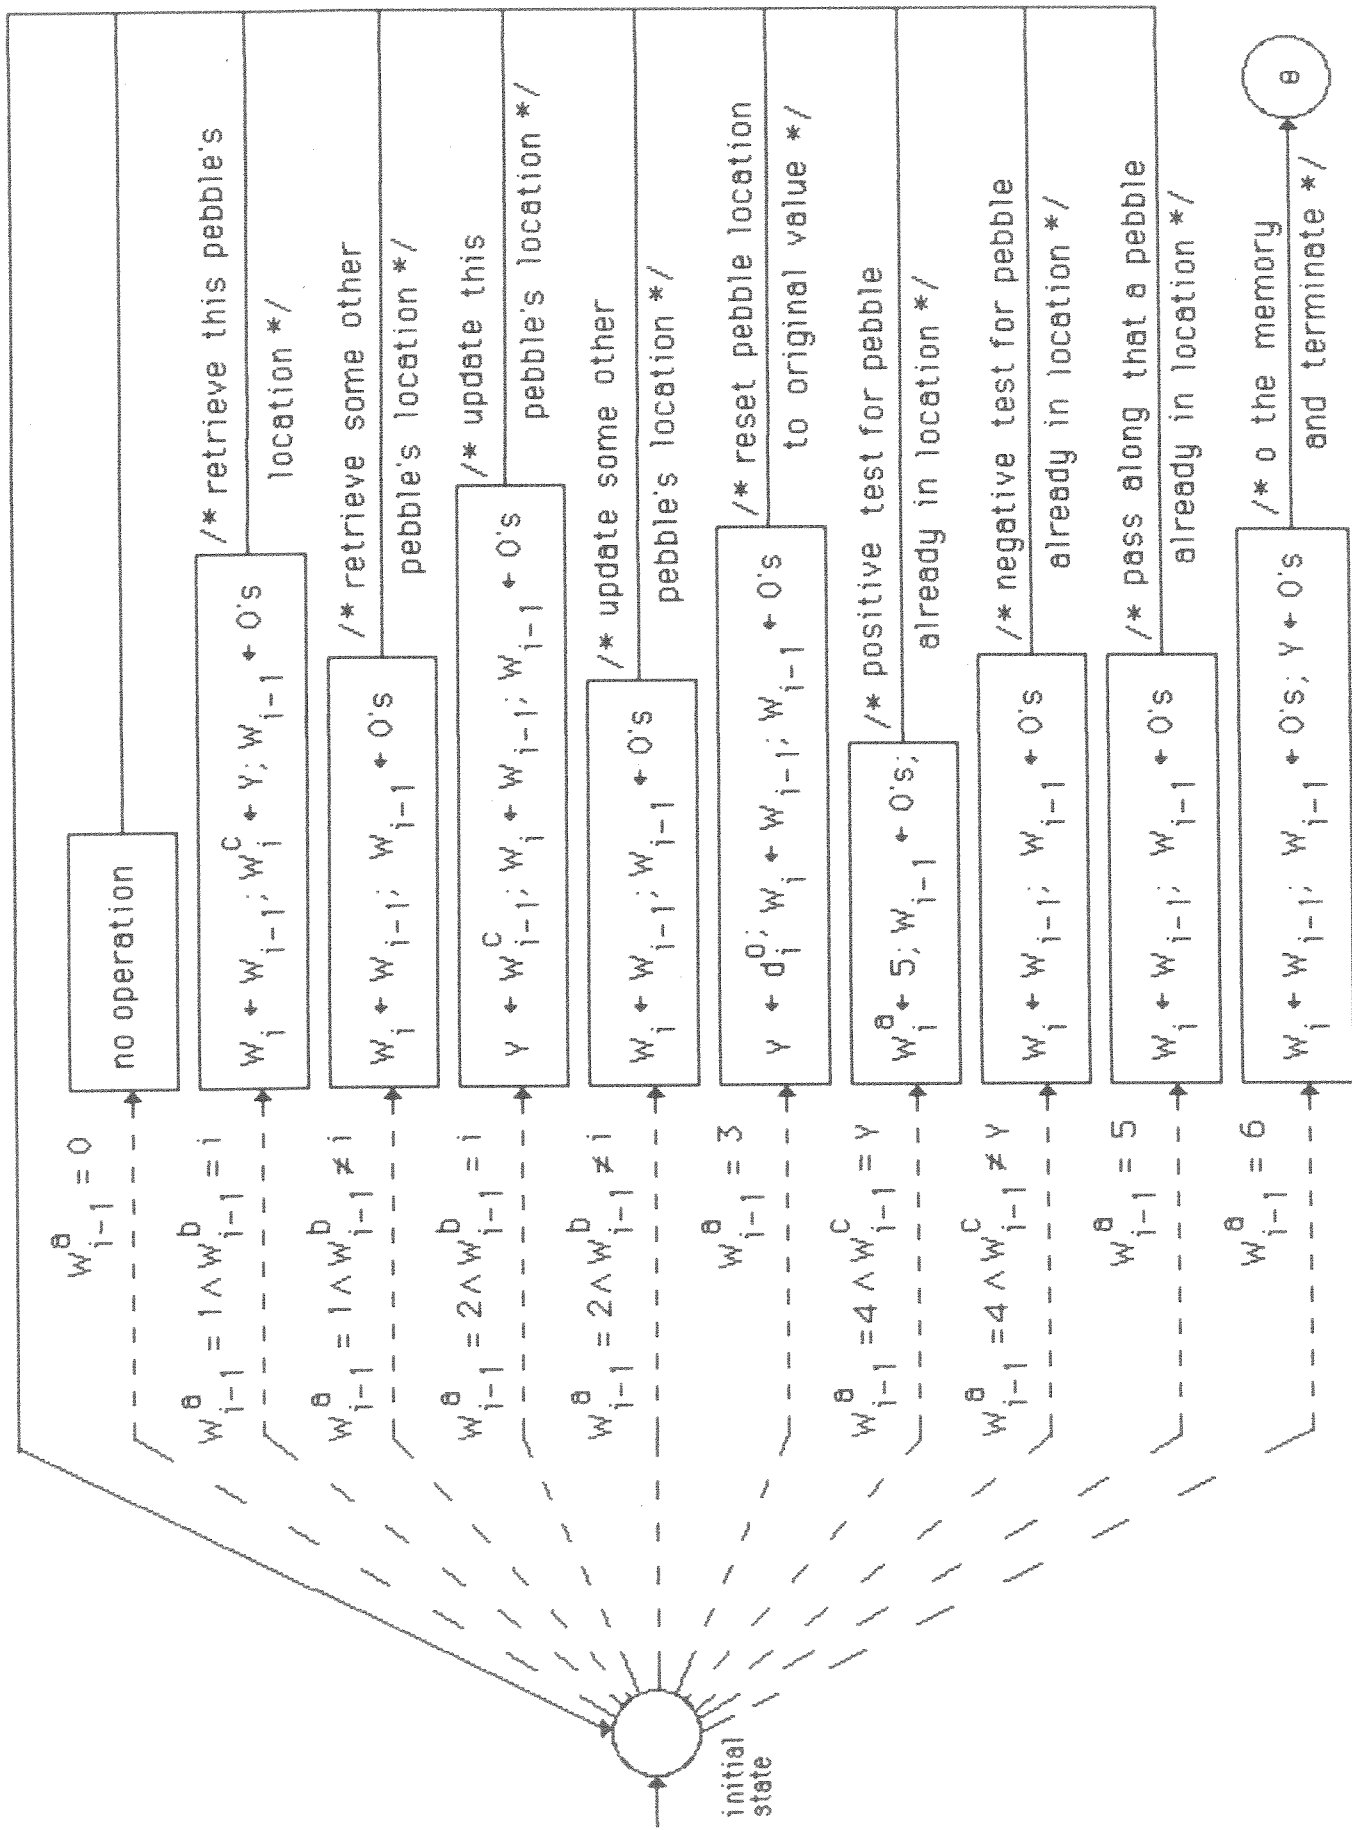 initial
state
W^a_{i-1} = 0
no operation
W^a_{i-1} = 1 ∧ W^b_{i-1} = i
W_i ← W_{i-1}; W^c_i ← Y; W_{i-1} ← 0's
/* retrieve this pebble's
location */
W^a_{i-1} = 1 ∧ W^b_{i-1} ≠ i
W_i ← W_{i-1}; W_{i-1} ← 0's
/* retrieve some other
pebble's location */
W^a_{i-1} = 2 ∧ W^b_{i-1} = i
Y ← W^c_{i-1}; W_i ← W_{i-1}; W_{i-1} ← 0's
/* update this
pebble's location */
W^a_{i-1} = 2 ∧ W^b_{i-1} ≠ i
W_i ← W_{i-1}; W_{i-1} ← 0's
/* update some other
pebble's location */
W^a_{i-1} = 3
Y ← d^0_i; W_i ← W_{i-1}; W_{i-1} ← 0's
/* reset pebble location
to original value */
W^a_{i-1} =4 ∧ W^c_{i-1} = Y
W^a_i ← 5; W_{i-1} ← 0's;
/* positive test for pebble
already in location */
W^a_{i-1} =4 ∧ W^c_{i-1} ≠ Y
W_i ← W_{i-1}; W_{i-1} ← 0's
/* negative test for pebble
already in location */
W^a_{i-1} = 5
W_i ← W_{i-1}; W_{i-1} ← 0's
/* pass along that a pebble
already in location */
W^a_{i-1} = 6
W_i ← W_{i-1}; W_{i-1} ← 0's; Y ← 0's
/* o the memory
and terminate */
θ